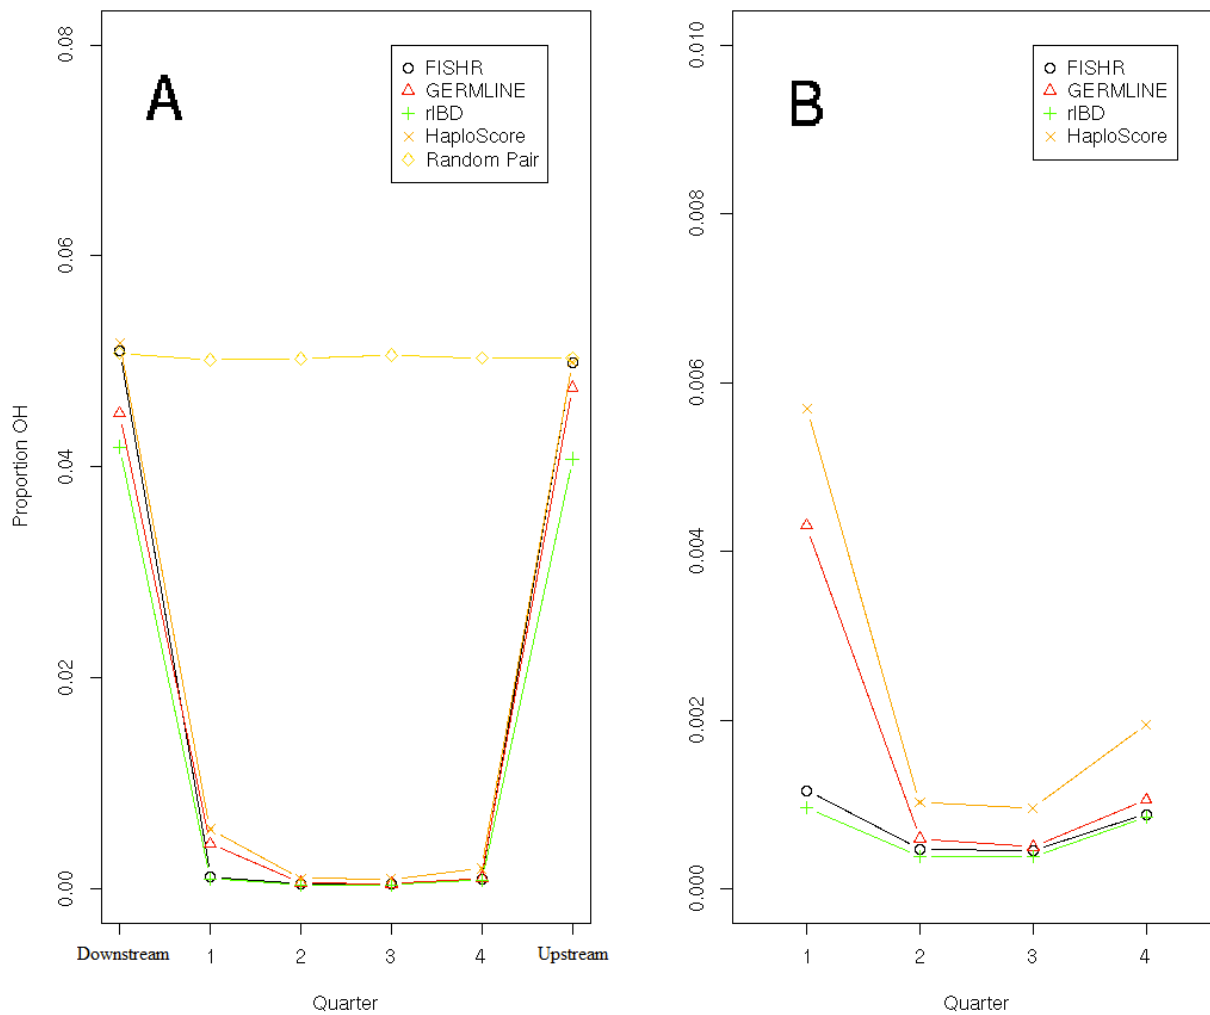 A
FISHR
GERMLINE
rIBD
HaploScore
Random Pair
0.08
0.06
0.04
0.02
0.00
Proportion OH
Downstream 1 2 3 4 Upstream
Quarter
B
FISHR
GERMLINE
rIBD
HaploScore
0.010
0.008
0.006
0.004
0.002
0.000
1 2 3 4
Quarter